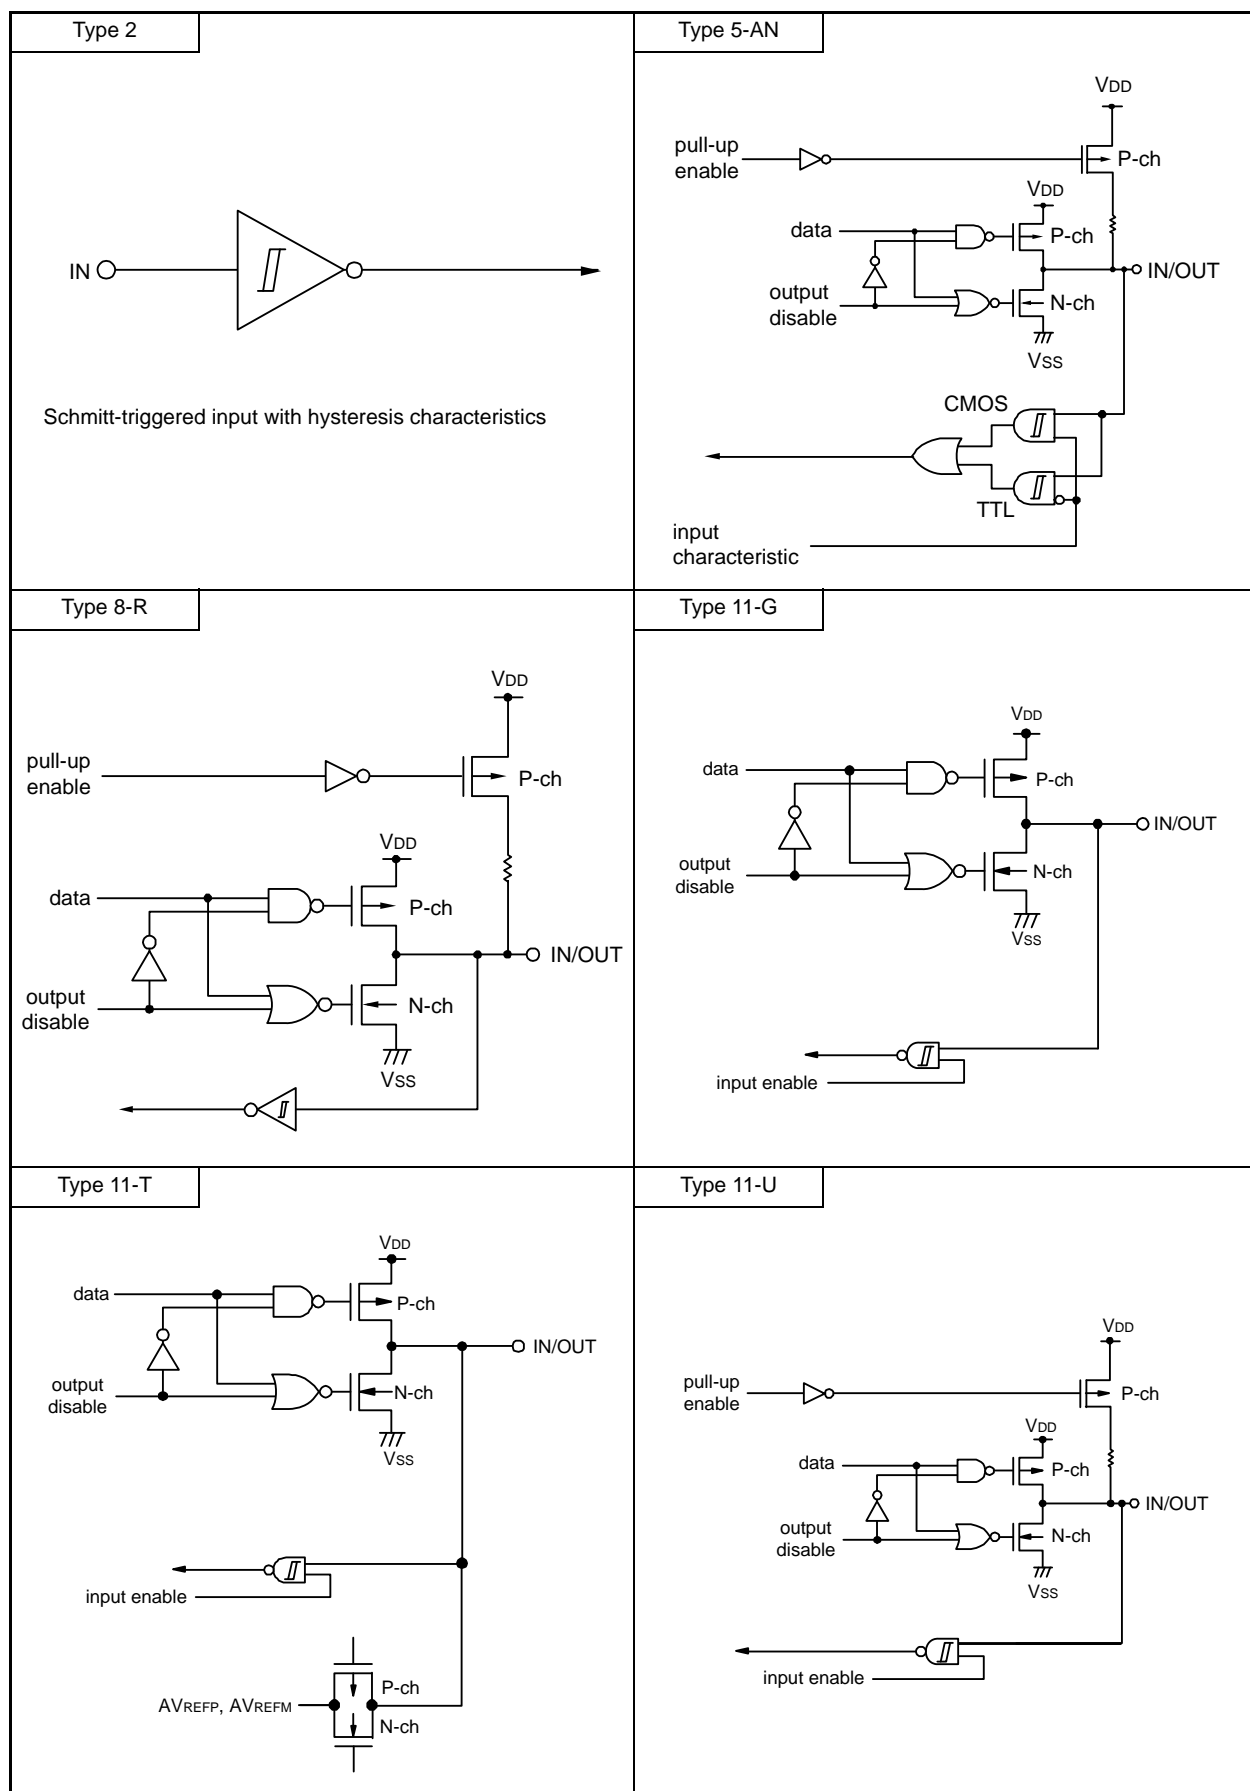 Type 2
IN
Schmitt-triggered input with hysteresis characteristics
Type 5-AN
VDD
pull-up
enable
P-ch
VDD
data
P-ch
IN/OUT
output
disable
N-ch
VSS
CMOS
TTL
input
characteristic
Type 8-R
VDD
pull-up
enable
P-ch
VDD
data
P-ch
IN/OUT
output
disable
N-ch
VSS
Type 11-G
VDD
data
P-ch
IN/OUT
output
disable
N-ch
VSS
input enable
Type 11-T
VDD
data
P-ch
IN/OUT
output
disable
N-ch
VSS
input enable
P-ch
AVREFP, AVREFM
N-ch
Type 11-U
VDD
pull-up
enable
P-ch
VDD
data
P-ch
IN/OUT
output
disable
N-ch
VSS
input enable